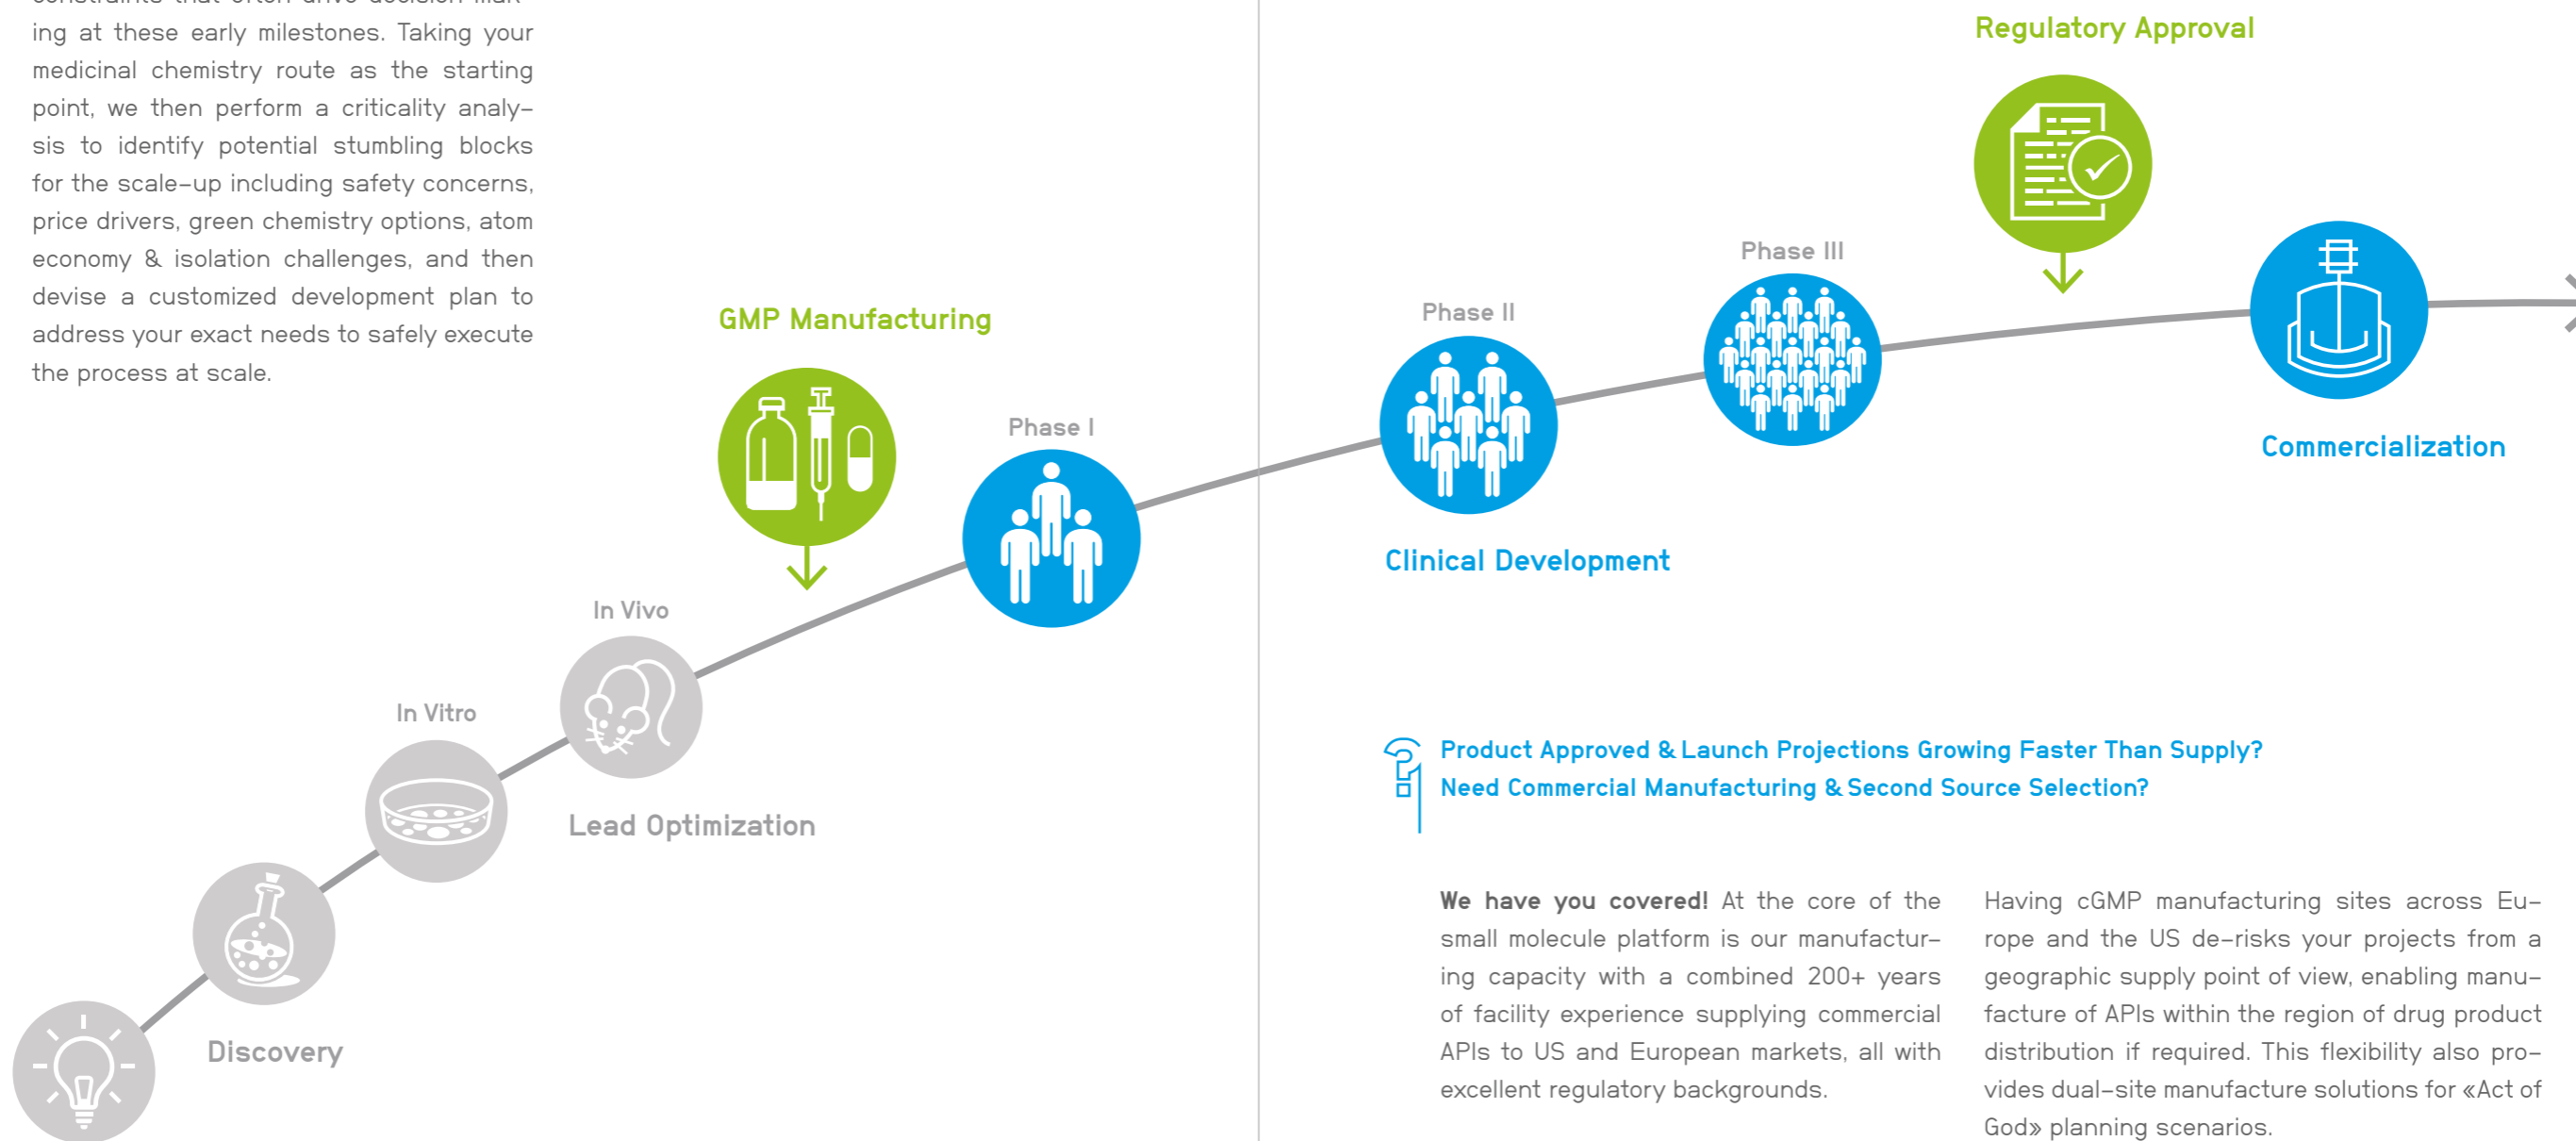 ing at these early milestones. Taking your
medicinal chemistry route as the starting
point, we then perform a criticality analy-
sis to identify potential stumbling blocks
for the scale-up including safety concerns,
price drivers, green chemistry options, atom
economy & isolation challenges, and then
devise a customized development plan to
address your exact needs to safely execute
the process at scale.
Discovery
In Vitro
In Vivo
Lead Optimization
GMP Manufacturing
Phase I
Phase II
Clinical Development
Phase III
Regulatory Approval
Commercialization
Product Approved & Launch Projections Growing Faster Than Supply?
Need Commercial Manufacturing & Second Source Selection?
We have you covered! At the core of the
small molecule platform is our manufactur-
ing capacity with a combined 200+ years
of facility experience supplying commercial
APIs to US and European markets, all with
excellent regulatory backgrounds.
Having cGMP manufacturing sites across Eu-
rope and the US de-risks your projects from a
geographic supply point of view, enabling manu-
facture of APIs within the region of drug product
distribution if required. This flexibility also pro-
vides dual-site manufacture solutions for «Act of
God» planning scenarios.